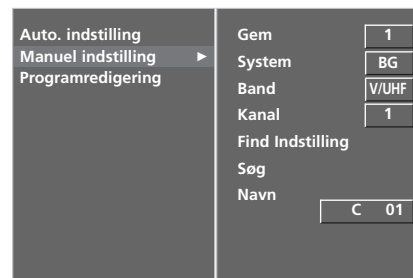 Auto. indstilling
Manuel indstilling ►
Programredigering
Gem 1
System BG
Band V/UHF
Kanal 1
Find Indstilling
Søg
Navn
C 01